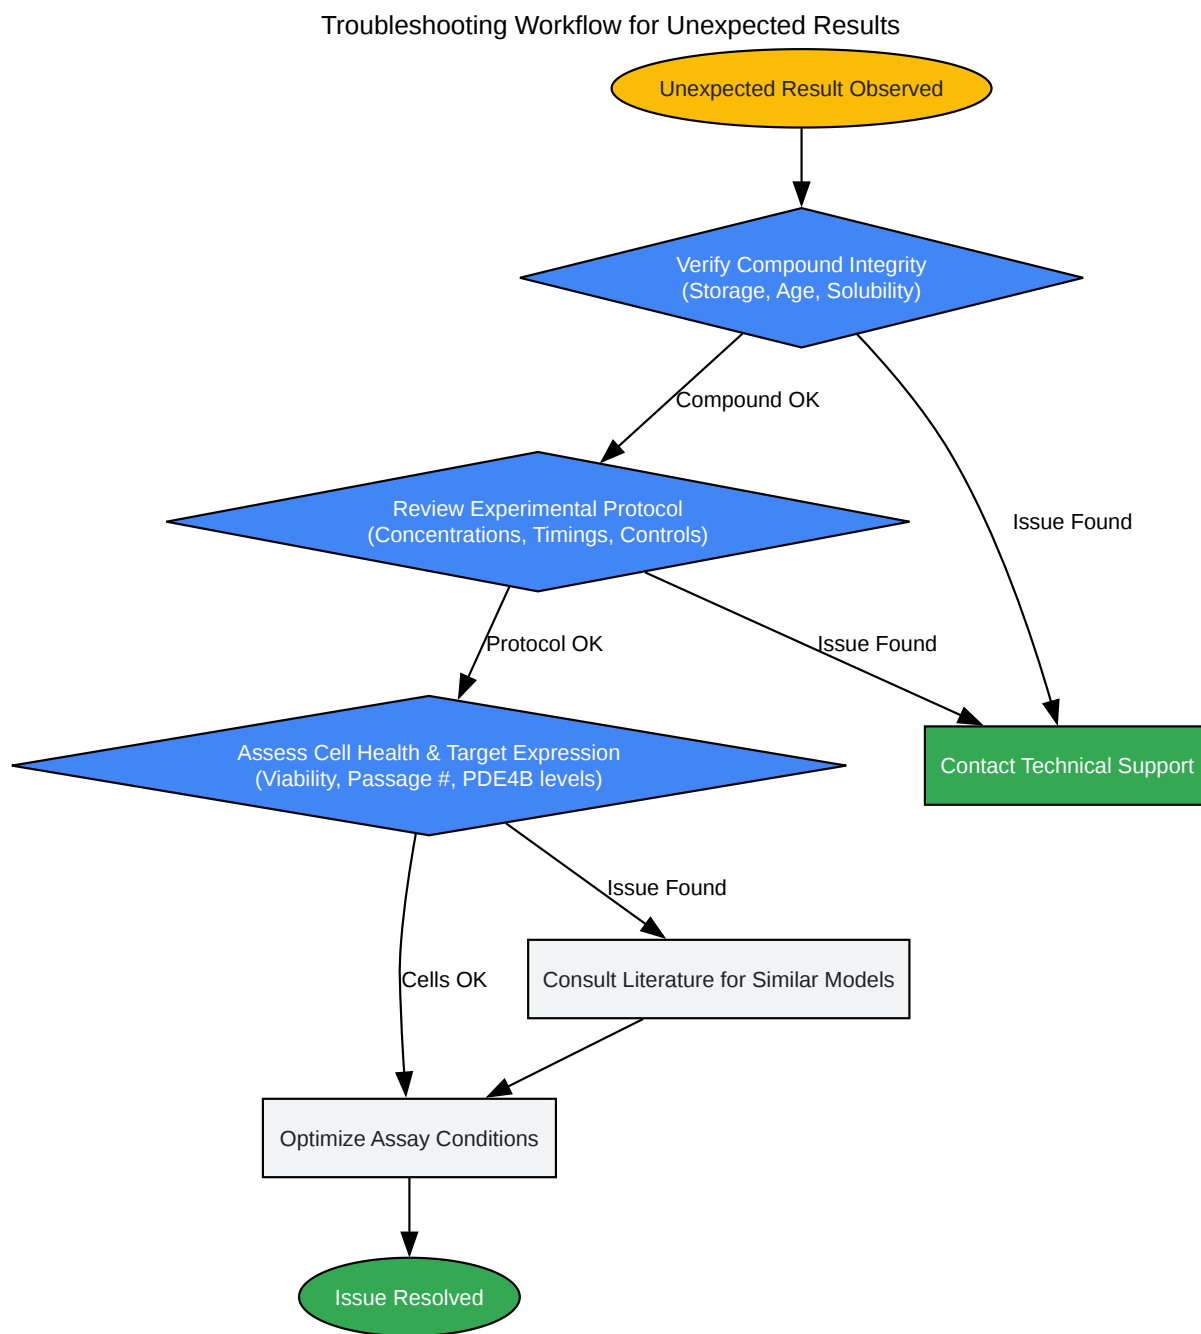 Troubleshooting Workflow for Unexpected Results
Unexpected Result Observed
Verify Compound Integrity
(Storage, Age, Solubility)
Compound OK
Issue Found
Review Experimental Protocol
(Concentrations, Timings, Controls)
Protocol OK
Issue Found
Assess Cell Health & Target Expression
(Viability, Passage #, PDE4B levels)
Contact Technical Support
Issue Found
Cells OK
Consult Literature for Similar Models
Optimize Assay Conditions
Issue Resolved